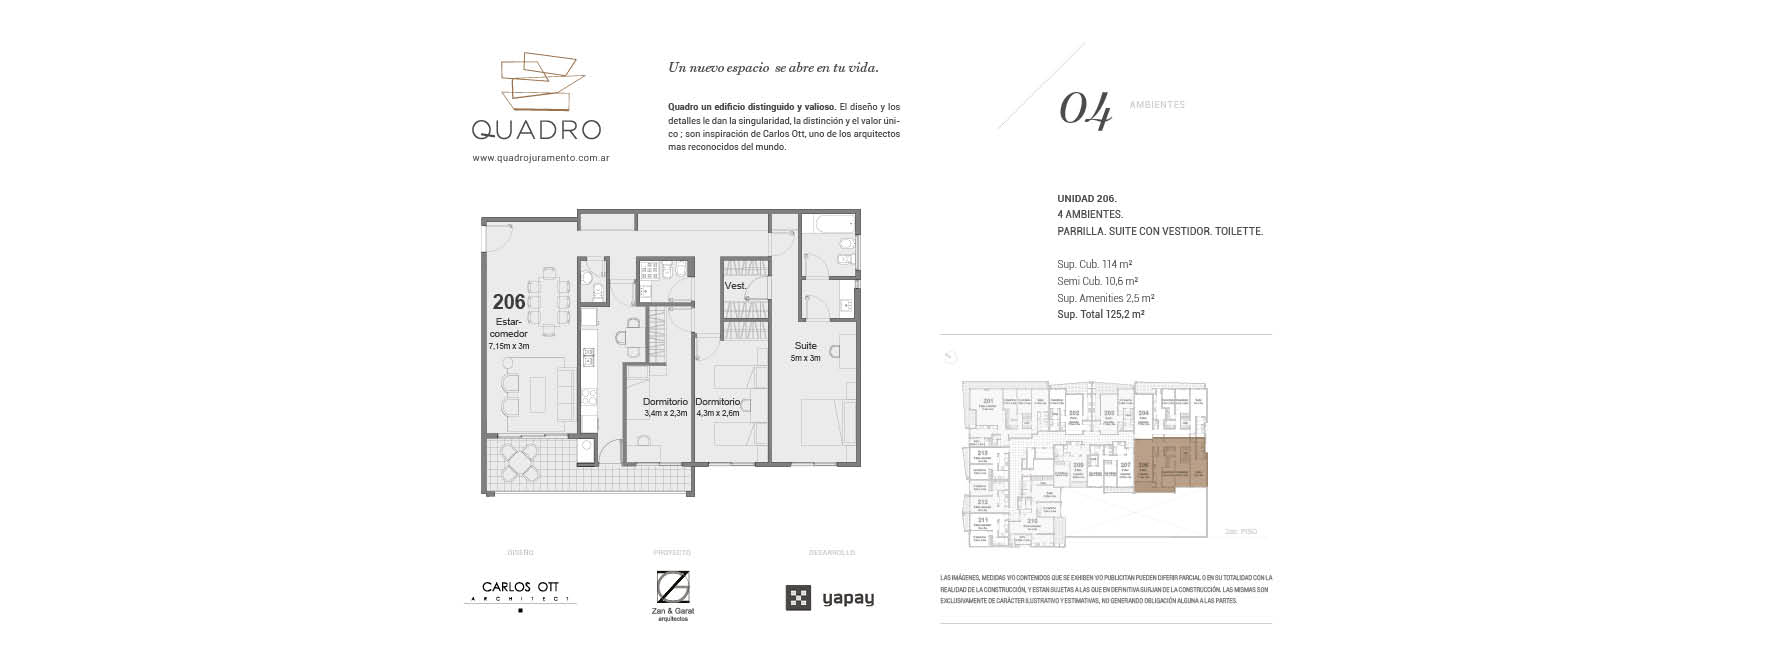 QUADRO
www.quadrojuramento.com.ar
Un nuevo espacio se abre en tu vida.
Quadro un edificio distinguido y valioso. El diseño y los
detalles le dan la singularidad, la distinción y el valor úni-
co ; son inspiración de Carlos Ott, uno de los arquitectos
mas reconocidos del mundo.
04 AMBIENTES
UNIDAD 206.
4 AMBIENTES.
PARRILLA. SUITE CON VESTIDOR. TOILETTE.
Sup. Cub. 114 m²
Semi Cub. 10,6 m²
Sup. Amenities 2,5 m²
Sup. Total 125,2 m²
206
Estar-
comedor
7,15m x 3m
Vest.
Suite
5m x 3m
Dormitorio
3,4m x 2,3m
Dormitorio
4,3m x 2,6m
201
202
203
204
213
209
207
206
212
211
210
2do. PISO
DISEÑO
PROYECTO
DESARROLLO
CARLOS OTT
ARCHITECT
Zan & Garat
arquitectos
yapay
LAS IMÁGENES, MEDIDAS Y/O CONTENIDOS QUE SE EXHIBEN Y/O PUBLICITAN PUEDEN DIFERIR PARCIAL O EN SU TOTALIDAD CON LA
REALIDAD DE LA CONSTRUCCIÓN, Y ESTAN SUJETAS A LAS QUE EN DEFINITIVA SURJAN DE LA CONSTRUCCIÓN. LAS MISMAS SON
EXCLUSIVAMENTE DE CARÁCTER ILUSTRATIVO Y ESTIMATIVAS, NO GENERANDO OBLIGACIÓN ALGUNA A LAS PARTES.